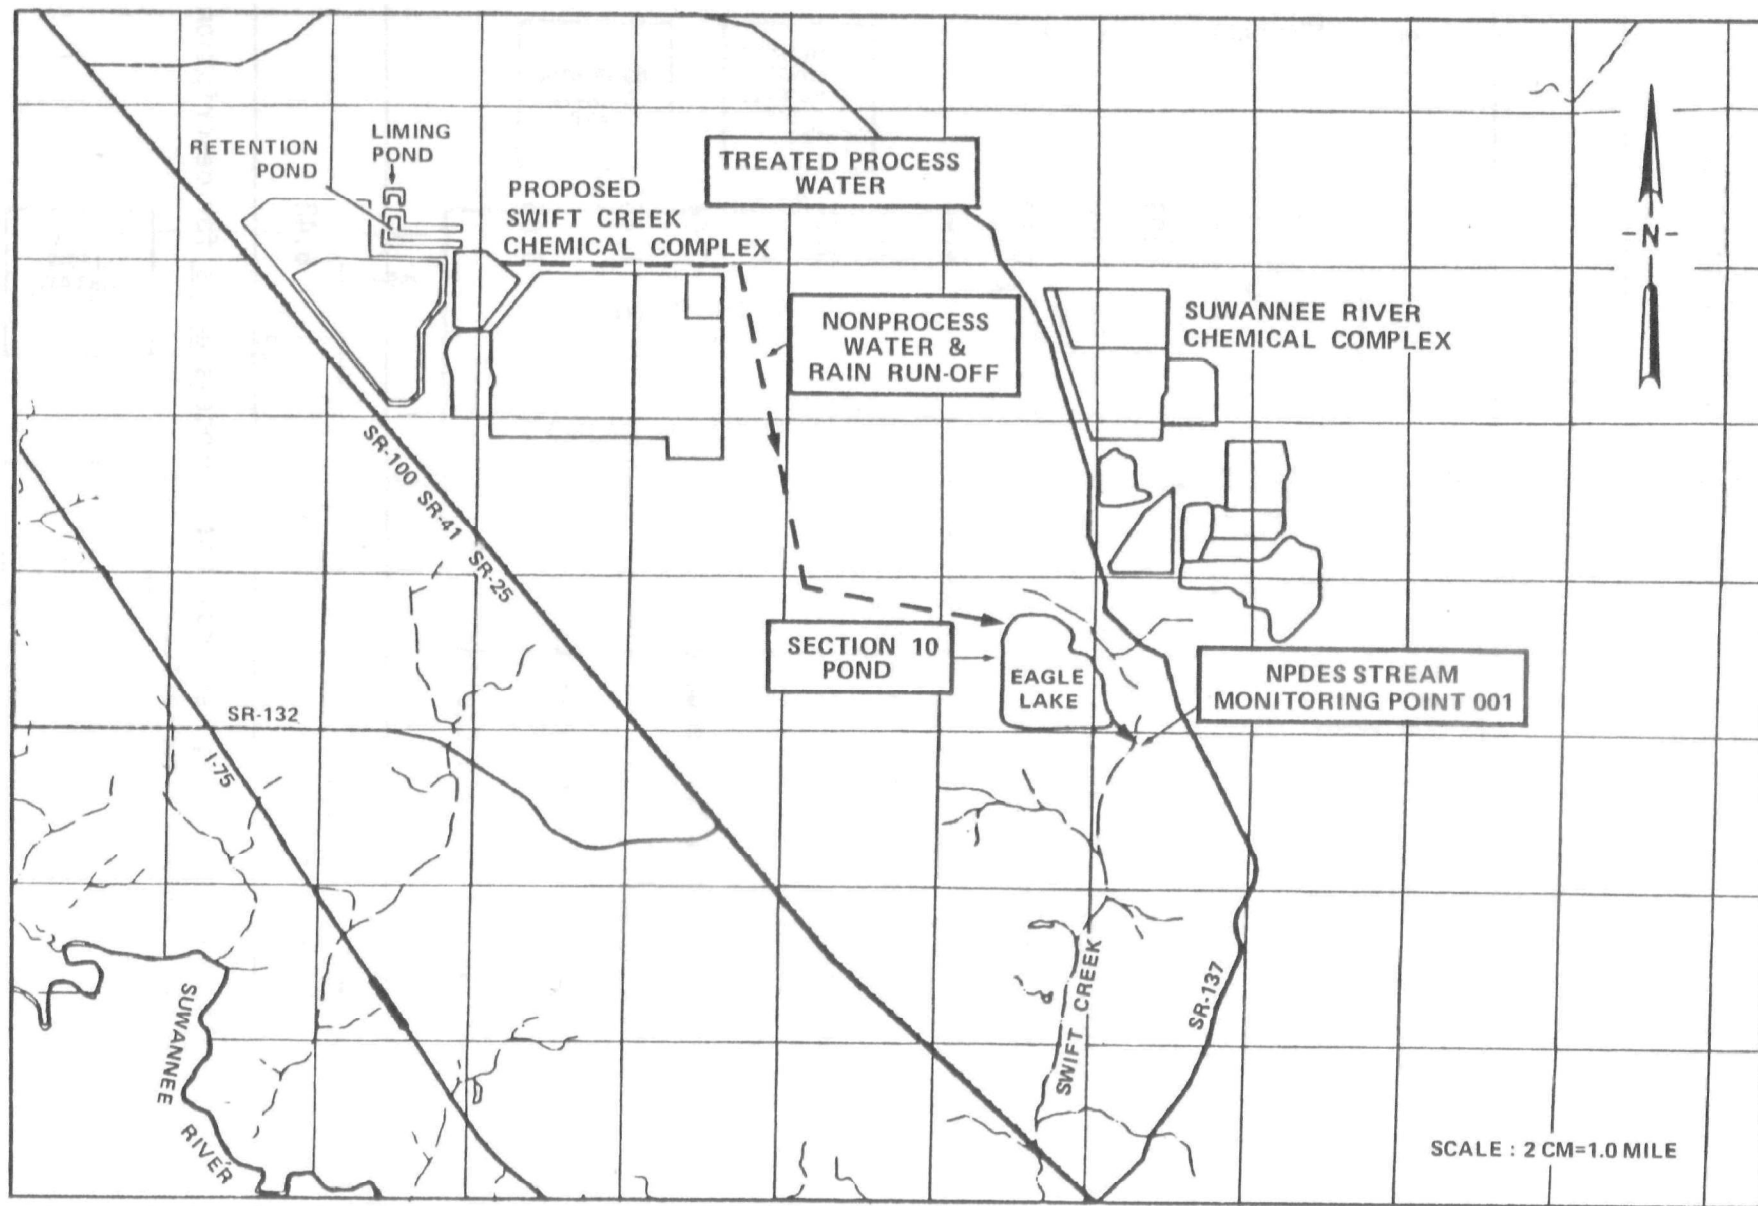 RETENTION
POND
LIMING
POND
PROPOSED
SWIFT CREEK
CHEMICAL COMPLEX
TREATED PROCESS
WATER
NONPROCESS
WATER &
RAIN RUN-OFF
SUWANNEE RIVER
CHEMICAL COMPLEX
-N-
SR-100 SR-41 SR-25
SECTION 10
POND
EAGLE
LAKE
NPDES STREAM
MONITORING POINT 001
SR-132
I-75
SWIFT CREEK
SR-137
SUWANNEE
RIVER
SCALE : 2 CM=1.0 MILE